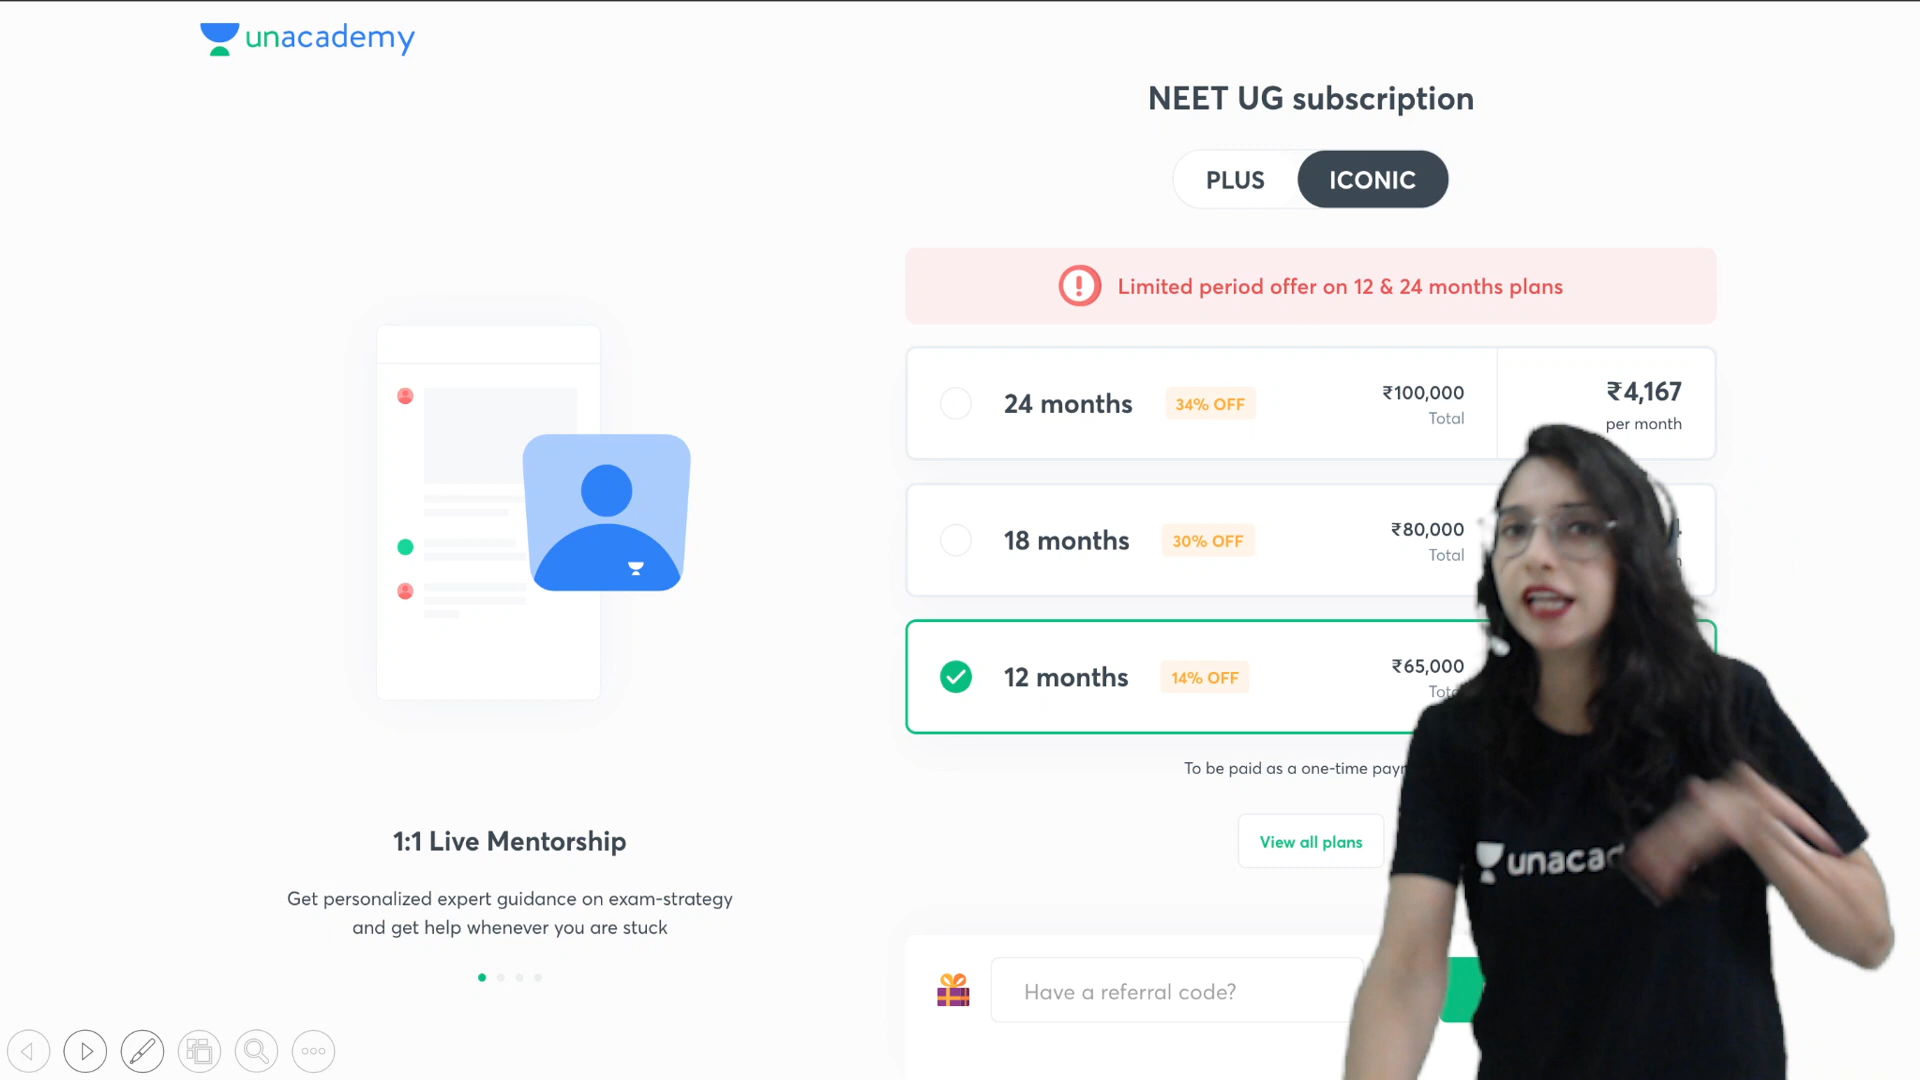 unacademy
NEET UG subscription
PLUS
ICONIC
Limited period offer on 12 & 24 months plans
24 months
34% OFF
₹100,000
Total
₹4,167
per month
18 months
30% OFF
₹80,000
Total
12 months
14% OFF
₹65,000
To be paid as a one-time
View all plans
1:1 Live Mentorship
Get personalized expert guidance on exam-strategy
and get help whenever you are stuck
Have a referral code?